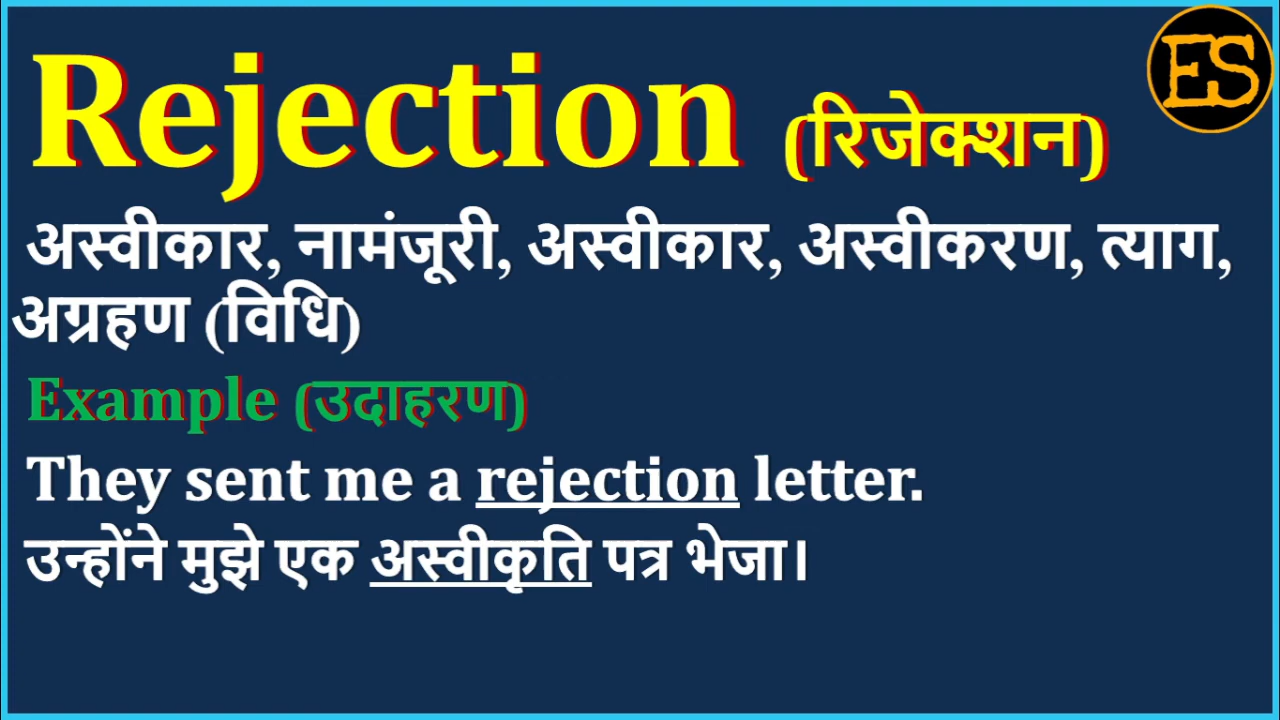 ES
Rejection (रिजेक्शन)
अस्वीकार, नामंजूरी, अस्वीकार, अस्वीकरण, त्याग,
अग्रहण (विधि)
Example (उदाहरण)
They sent me a rejection letter.
उन्होंने मुझे एक अस्वीकृति पत्र भेजा।